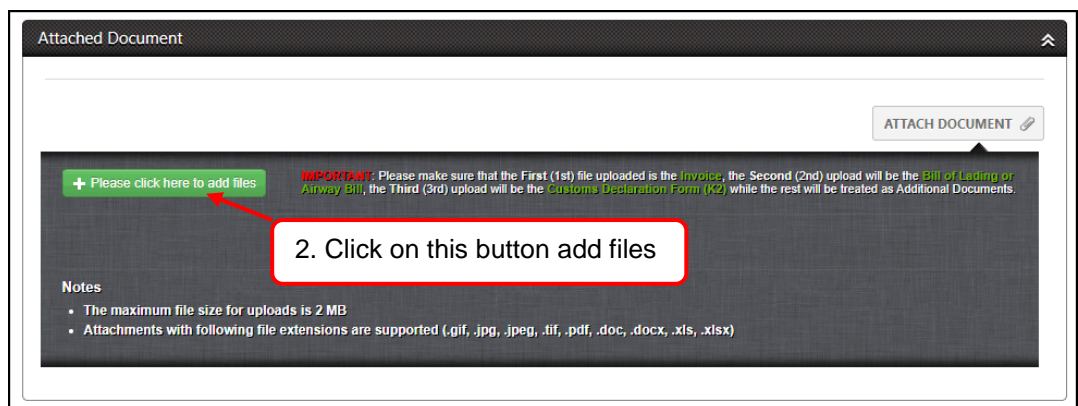 Attached Document
ATTACH DOCUMENT
+ Please click here to add files
IMPORTANT: Please make sure that the First (1st) file uploaded is the Invoice, the Second (2nd) upload will be the Bill of Lading or
Airway Bill, the Third (3rd) upload will be the Customs Declaration Form (K2) while the rest will be treated as Additional Documents.
2. Click on this button add files
Notes
• The maximum file size for uploads is 2 MB
• Attachments with following file extensions are supported (.gif, .jpg, .jpeg, .tif, .pdf, .doc, .docx, .xls, .xlsx)